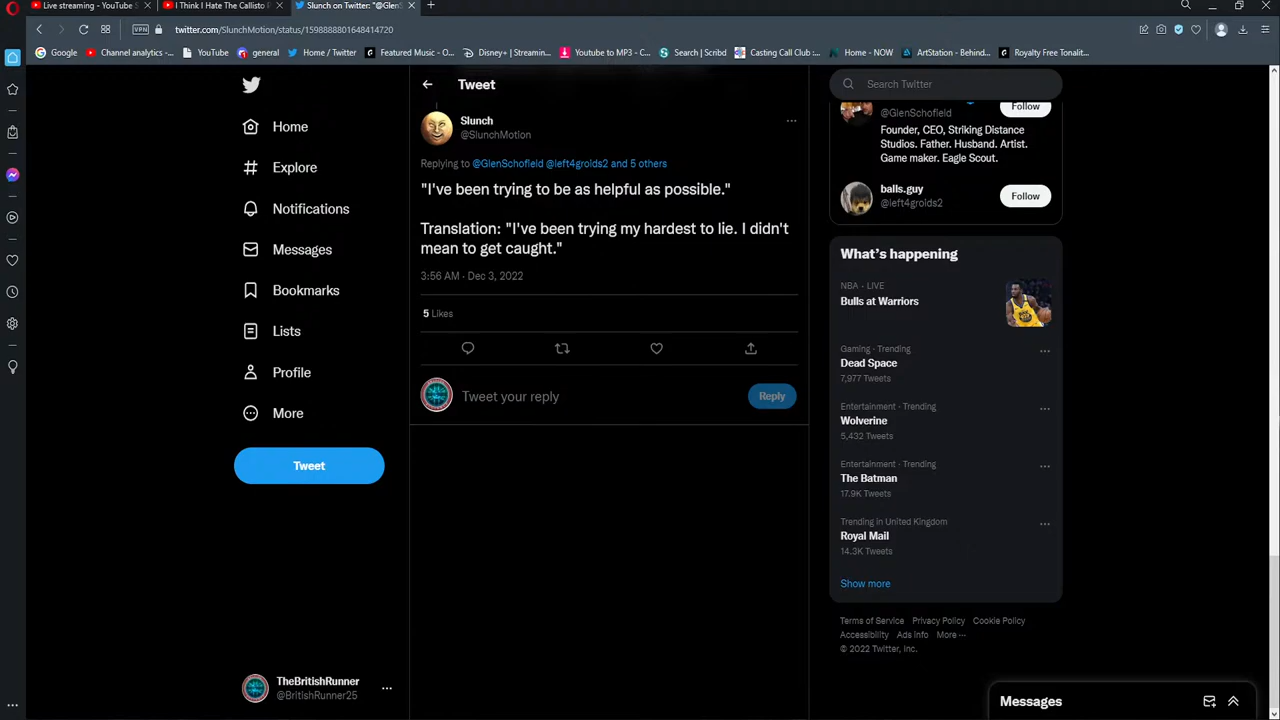 Live streaming - YouTube S
I Think I Hate The Callisto P
Slunch on Twitter: "@Glen
twitter.com/SlunchMotion/status/1598888801648414720
VPN
Google
Channel analytics -...
YouTube
general
Home / Twitter
Featured Music - O...
Disney+ | Streamin...
Youtube to MP3 - C...
Search | Scribd
Casting Call Club :...
Home - NOW
ArtStation - Behind...
Royalty Free Tonalit...
Home
Explore
Notifications
Messages
Bookmarks
Lists
Profile
More
Tweet
TheBritishRunner
@BritishRunner25
Tweet
Slunch
@SlunchMotion
Replying to @GlenSchofield @left4groids2 and 5 others
"I've been trying to be as helpful as possible."
Translation: "I've been trying my hardest to lie. I didn't
mean to get caught."
3:56 AM · Dec 3, 2022
5 Likes
Tweet your reply
Reply
Search Twitter
@GlenSchofield
Follow
Founder, CEO, Striking Distance
Studios. Father. Husband. Artist.
Game maker. Eagle Scout.
balls.guy
@left4groids2
Follow
What's happening
NBA · LIVE
Bulls at Warriors
Gaming · Trending
Dead Space
7,977 Tweets
Entertainment · Trending
Wolverine
5,432 Tweets
Entertainment · Trending
The Batman
17.9K Tweets
Trending in United Kingdom
Royal Mail
14.3K Tweets
Show more
Terms of Service Privacy Policy Cookie Policy
Accessibility Ads info More ···
© 2022 Twitter, Inc.
Messages